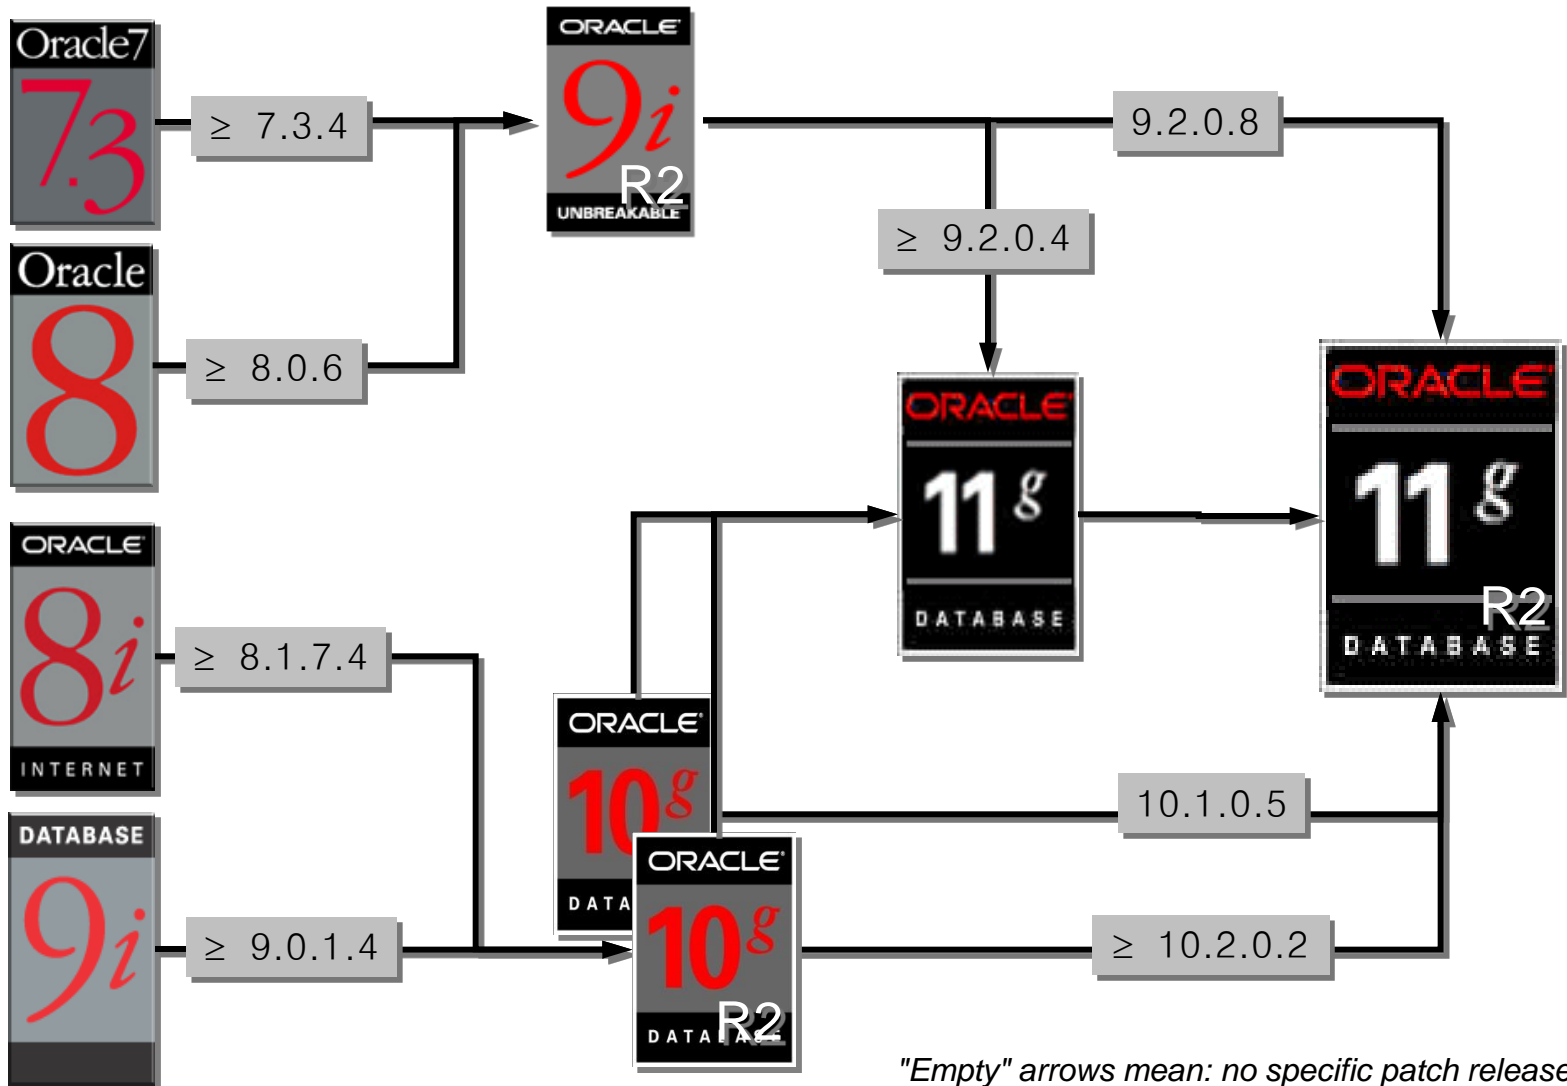 Oracle7
7.3
≥ 7.3.4
ORACLE
9i
R2
UNBREAKABLE
9.2.0.8
≥ 9.2.0.4
Oracle
8
≥ 8.0.6
ORACLE
11g
DATABASE
ORACLE
11g
R2
DATABASE
ORACLE
8i
INTERNET
≥ 8.1.7.4
ORACLE
10g
DATA
10.1.0.5
DATABASE
9i
≥ 9.0.1.4
ORACLE
10g
R2
DATABASE
≥ 10.2.0.2
"Empty" arrows mean: no specific patch release